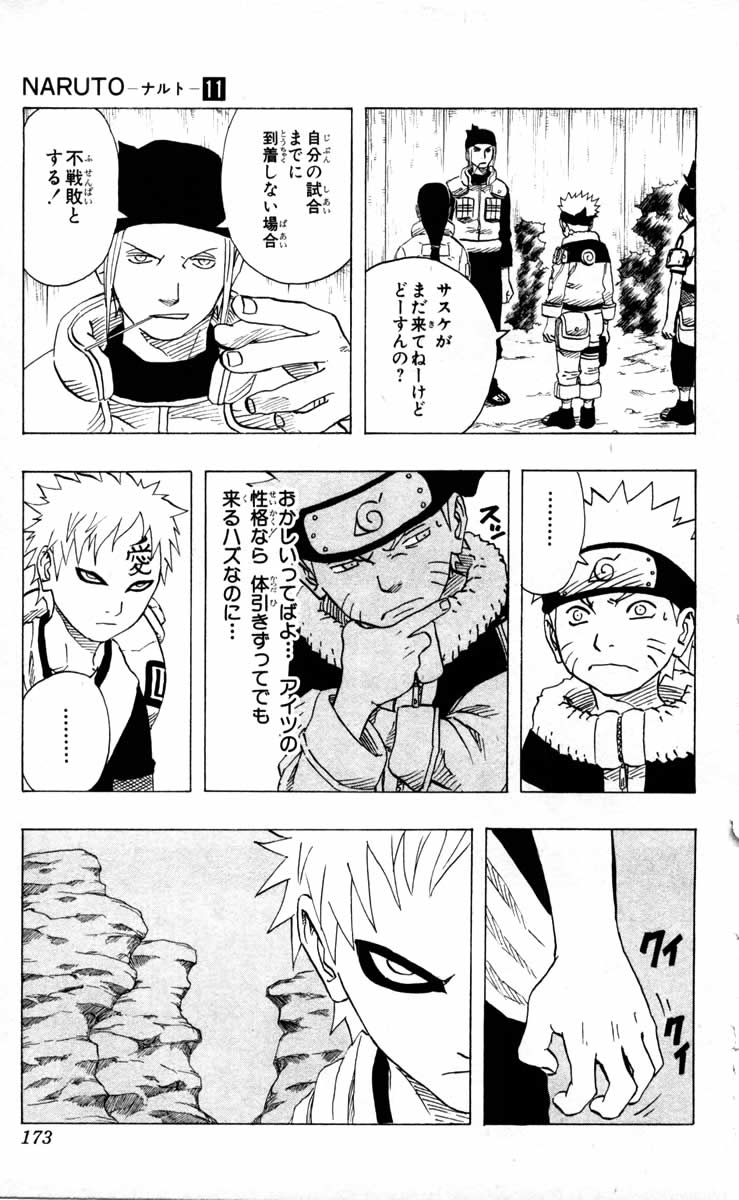 NARUTO—ナルト—11
サスケが
まだ来てねーけど
どーすんの?
自分の試合
までに
到着しない場合
不戦敗と
する!
…………
ズッ
おかしいってばよ… アイツの
性格なら 体引きずってでも
来るハズなのに…
愛
…………
クイ
クイ
173